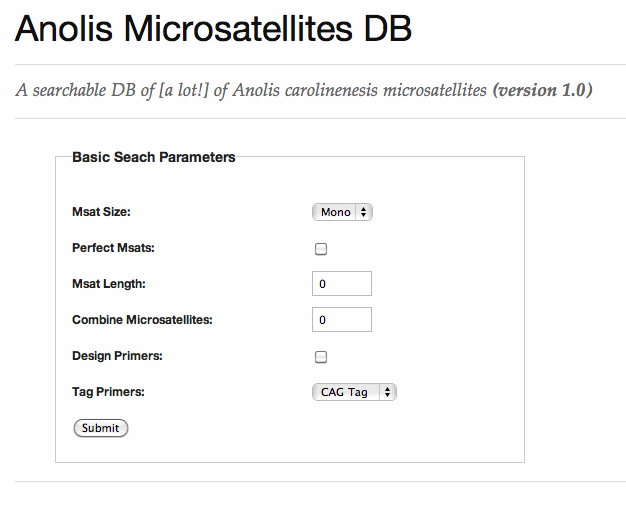 Anolis Microsatellites DB
A searchable DB of [a lot!] of Anolis carolinenesis microsatellites (version 1.0)
Basic Seach Parameters
Msat Size: Mono
Perfect Msats:
Msat Length: 0
Combine Microsatellites: 0
Design Primers:
Tag Primers: CAG Tag
Submit